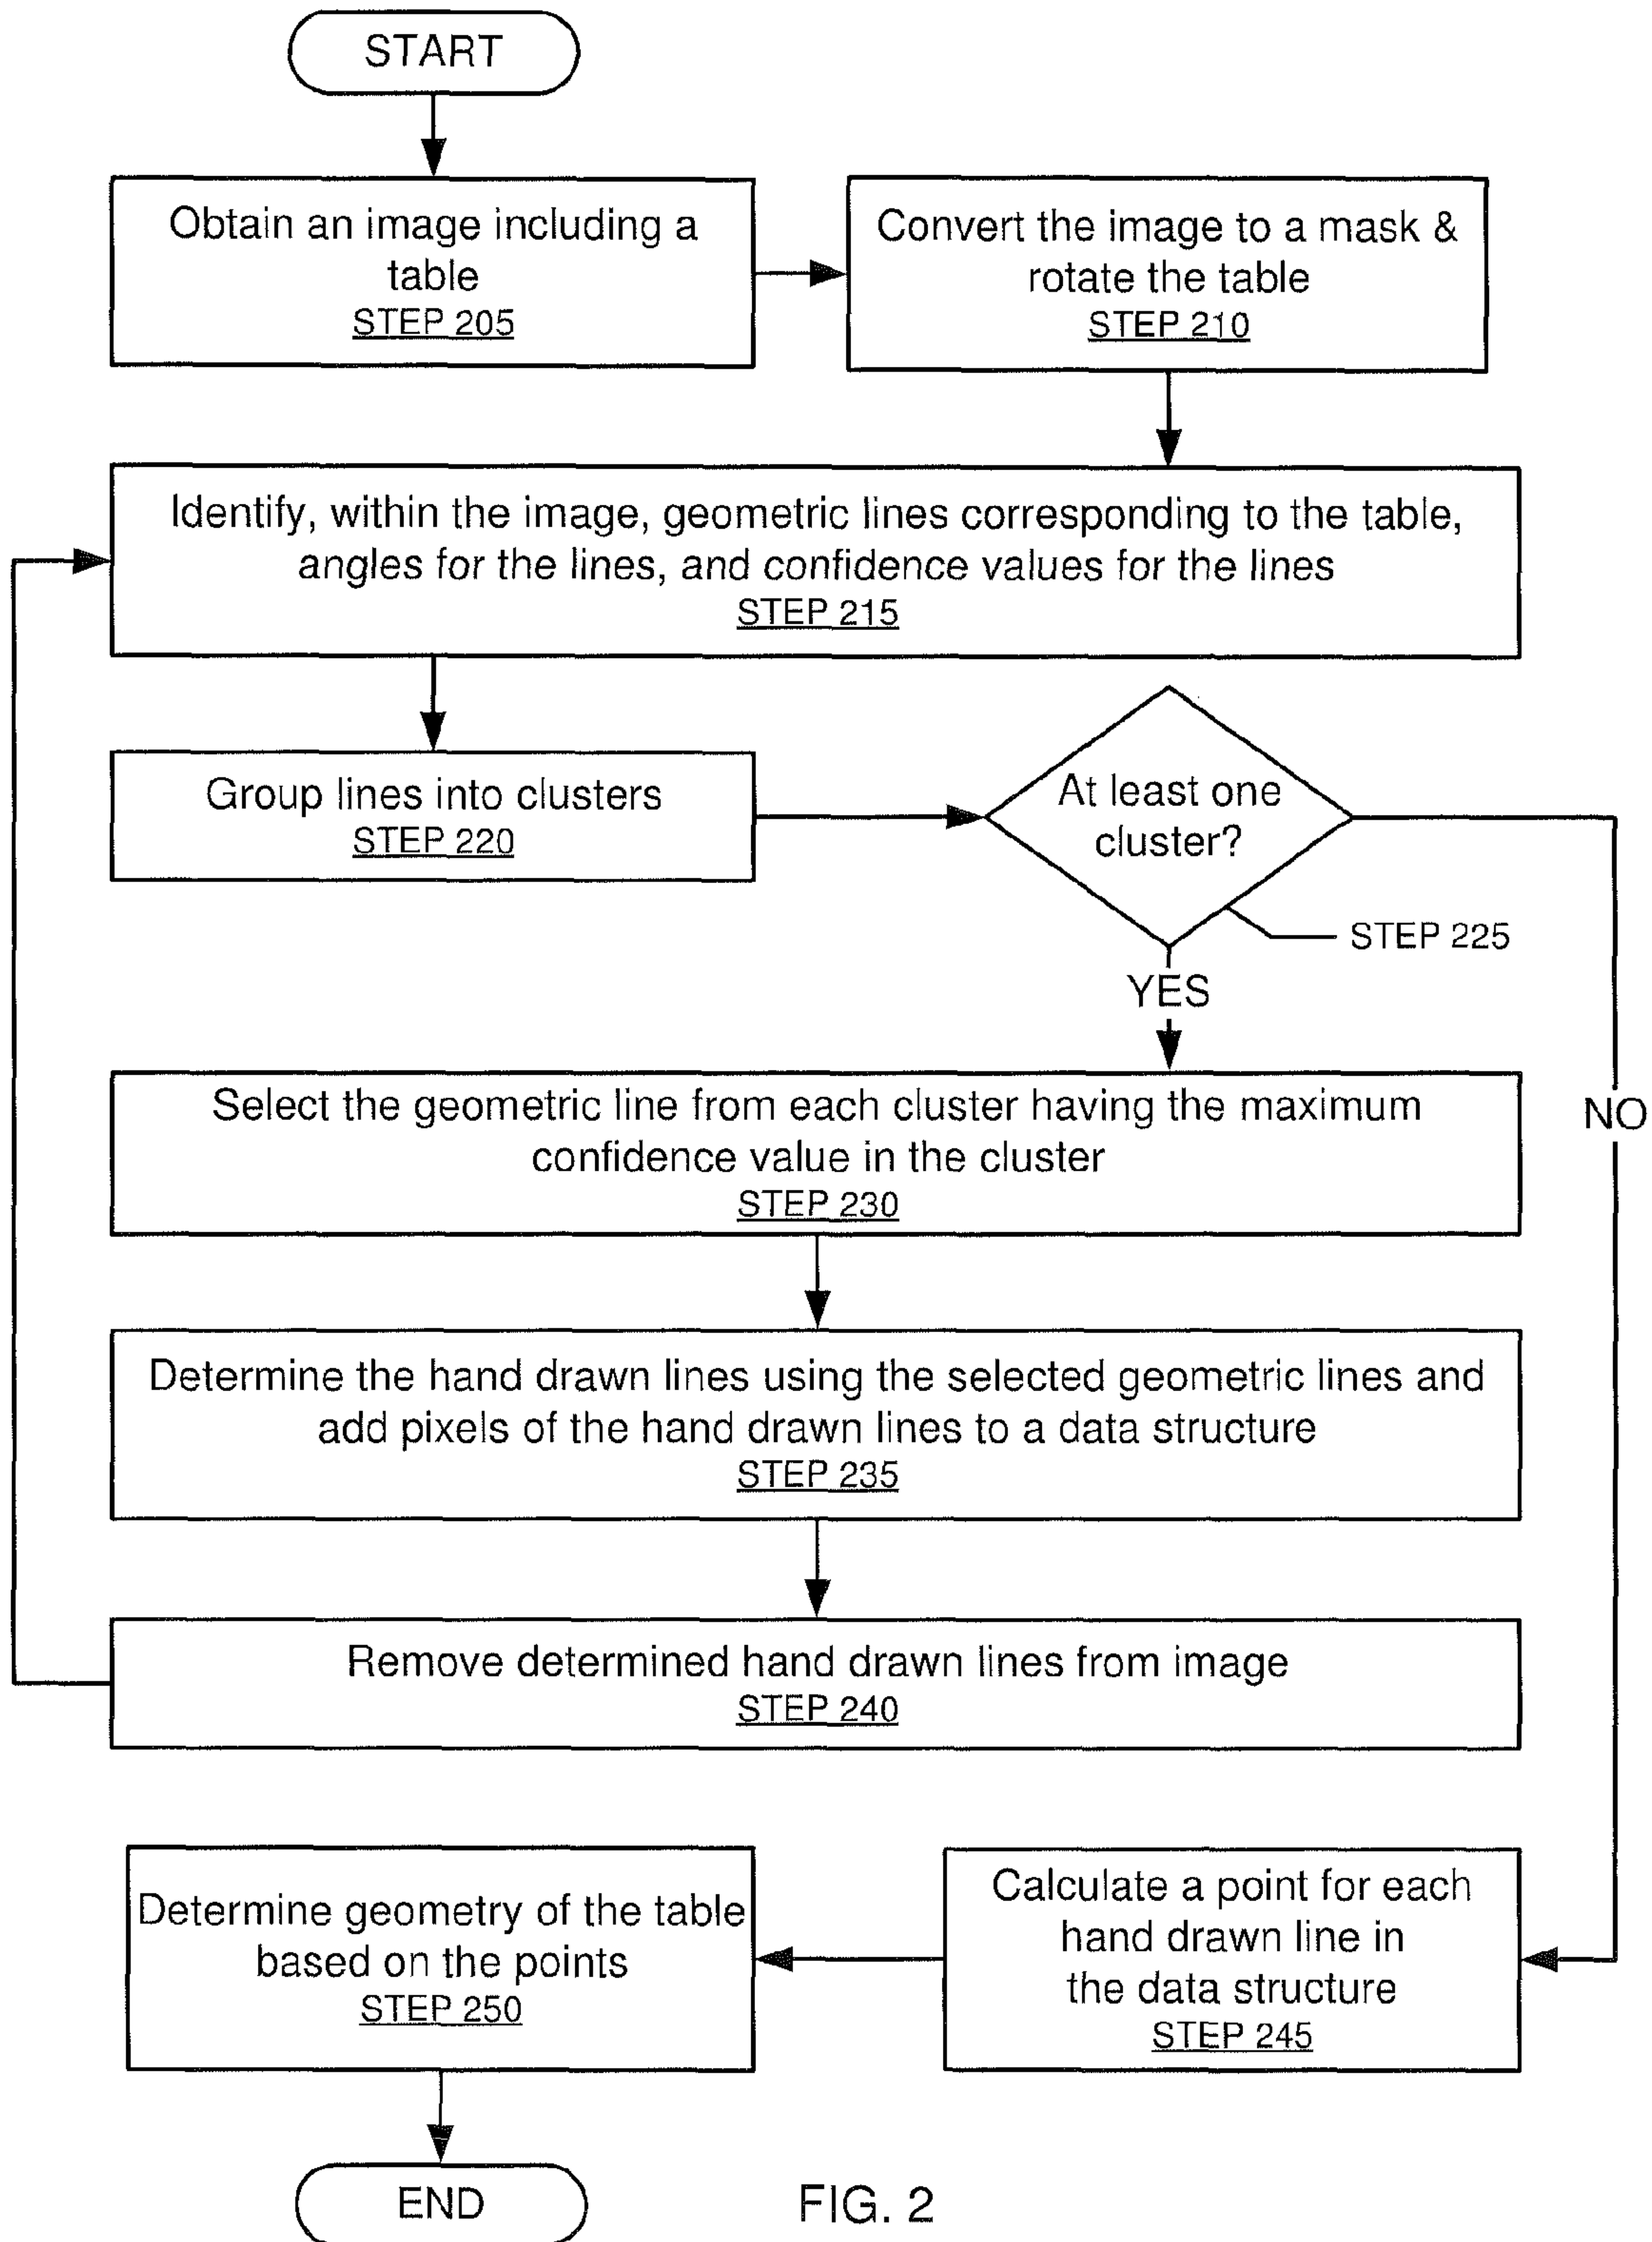 START
Obtain an image including a
table
STEP 205
Convert the image to a mask &
rotate the table
STEP 210
Identify, within the image, geometric lines corresponding to the table,
angles for the lines, and confidence values for the lines
STEP 215
Group lines into clusters
STEP 220
At least one
cluster?
STEP 225
YES
NO
Select the geometric line from each cluster having the maximum
confidence value in the cluster
STEP 230
Determine the hand drawn lines using the selected geometric lines and
add pixels of the hand drawn lines to a data structure
STEP 235
Remove determined hand drawn lines from image
STEP 240
Calculate a point for each
hand drawn line in
the data structure
STEP 245
Determine geometry of the table
based on the points
STEP 250
END
FIG. 2